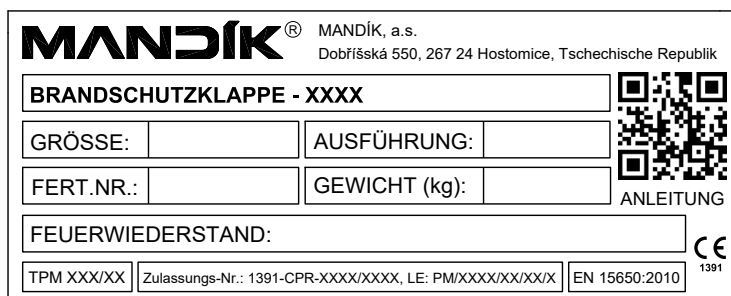 MANDÍK® MANDÍK, a.s.
Dobříšská 550, 267 24 Hostomice, Tschechische Republik
BRANDSCHUTZKLAPPE - XXXX
GRÖSSE: AUSFÜHRUNG:
FERT.NR.: GEWICHT (kg):
ANLEITUNG
FEUERWIEDERSTAND:
CE
1391
TPM XXX/XX Zulassungs-Nr.: 1391-CPR-XXXX/XXXX, LE: PM/XXXX/XX/XX/X EN 15650:2010